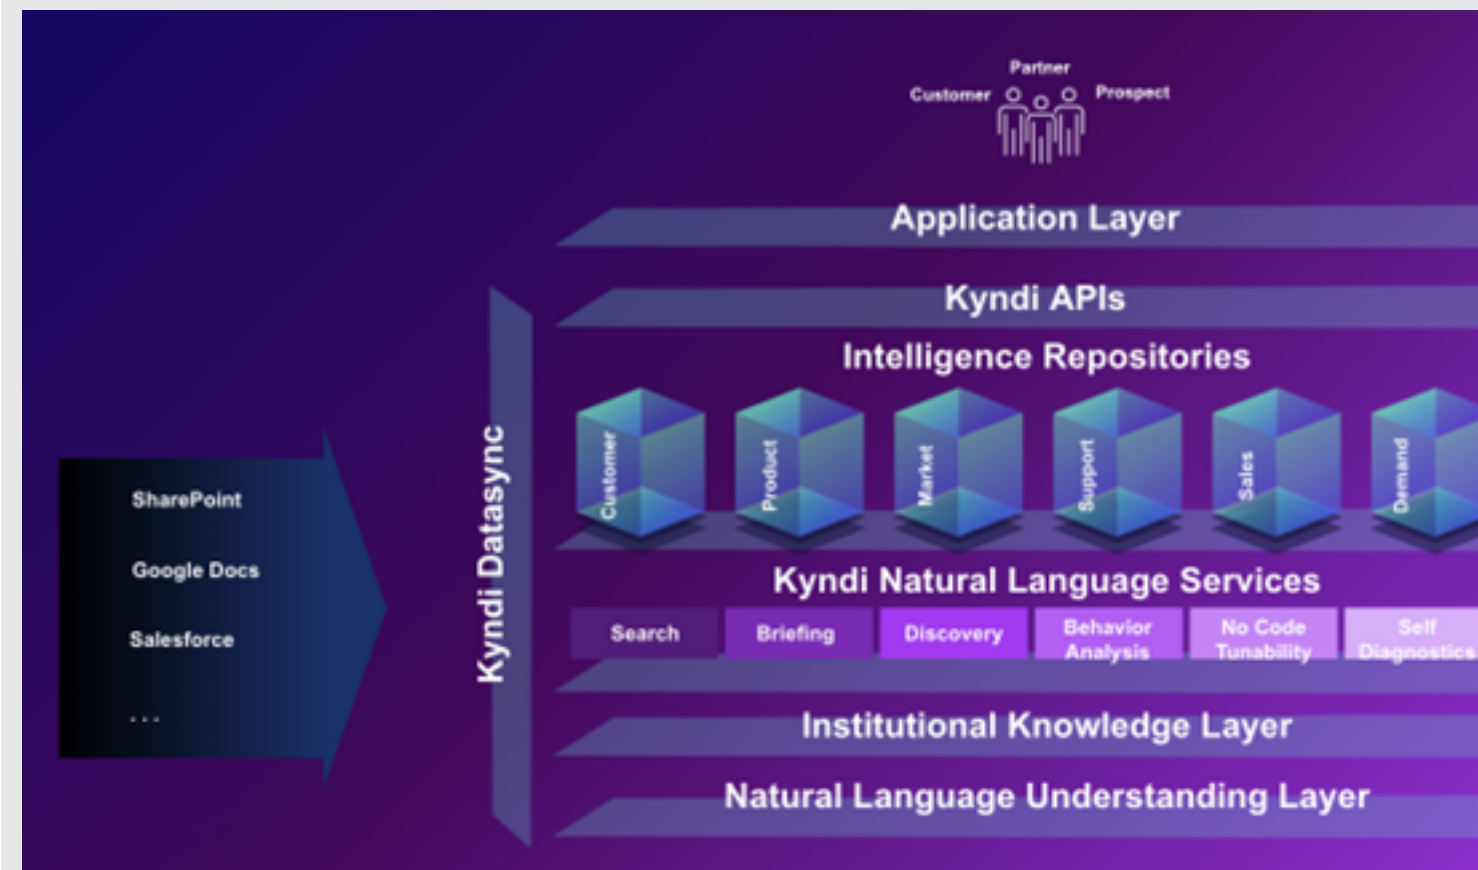 Partner
Customer
Prospect
Application Layer
Kyndi APIs
Intelligence Repositories
Customer
Product
Market
Support
Sales
Demand
Kyndi Datasync
SharePoint
Google Docs
Salesforce
...
Kyndi Natural Language Services
Search
Briefing
Discovery
Behavior
Analysis
No Code
Tunability
Self
Diagnostics
Institutional Knowledge Layer
Natural Language Understanding Layer